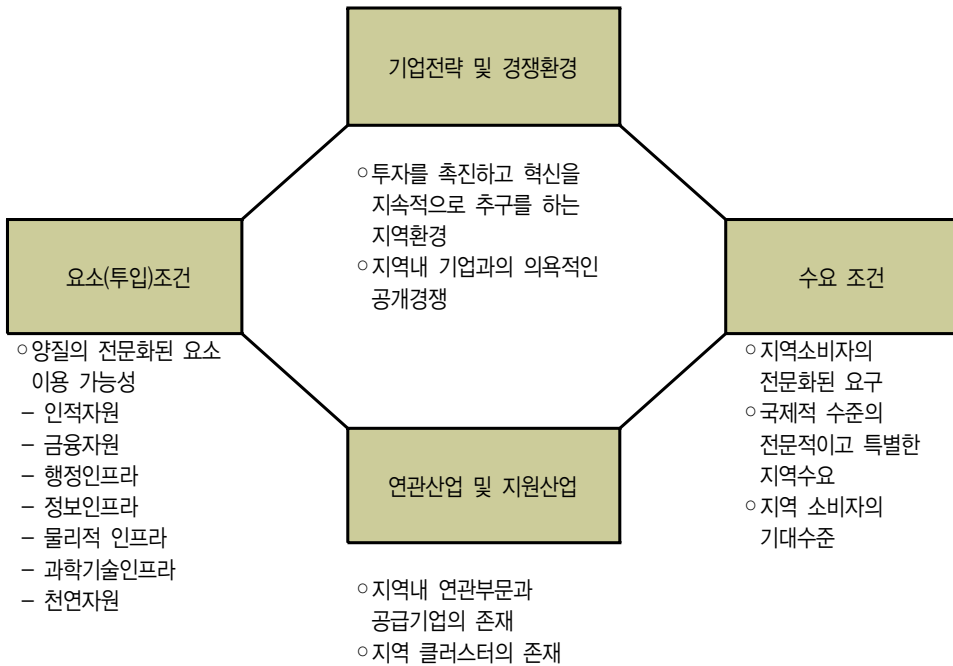 기업전략 및 경쟁환경
○투자를 촉진하고 혁신을
지속적으로 추구를 하는
지역환경
○지역내 기업과의 의욕적인
공개경쟁
요소(투입)조건
○양질의 전문화된 요소
이용 가능성
– 인적자원
– 금융자원
– 행정인프라
– 정보인프라
– 물리적 인프라
– 과학기술인프라
– 천연자원
수요 조건
○지역소비자의
전문화된 요구
○국제적 수준의
전문적이고 특별한
지역수요
○지역 소비자의
기대수준
연관산업 및 지원산업
○지역내 연관부문과
공급기업의 존재
○지역 클러스터의 존재